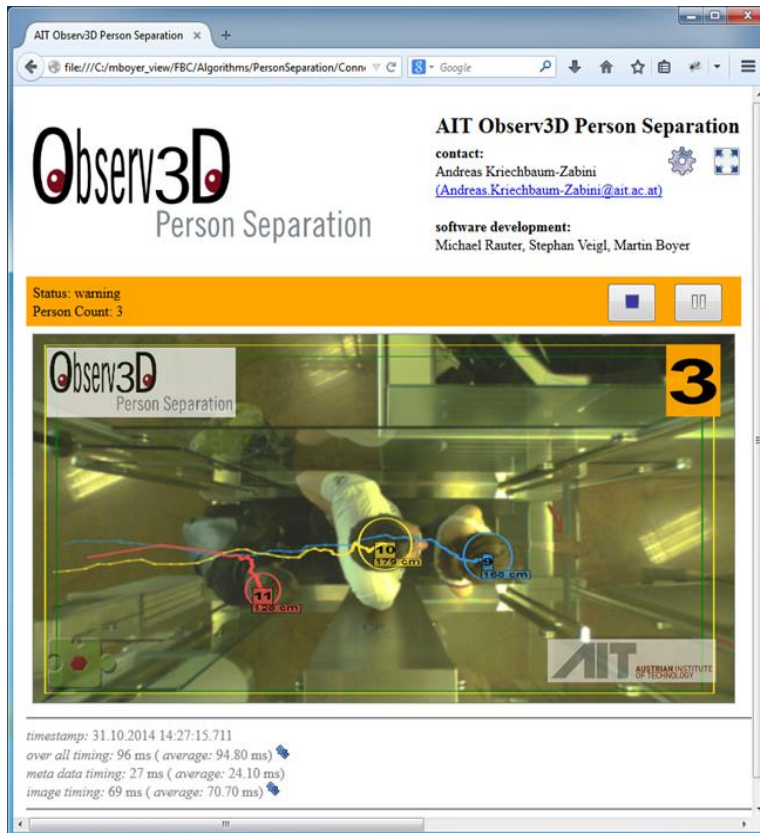 AIT Observ3D Person Separation
file:///C:/mboyer_view/FBC/Algorithms/PersonSeparation/Conn
Google
Observ3D
Person Separation
AIT Observ3D Person Separation
contact:
Andreas Kriechbaum-Zabini
(Andreas.Kriechbaum-Zabini@ait.ac.at)
software development:
Michael Rauter, Stephan Veigl, Martin Boyer
Status: warning
Person Count: 3
Observ3D
Person Separation
3
10
179 cm
9
168 cm
11
128 cm
AIT AUSTRIAN INSTITUTE
OF TECHNOLOGY
timestamp: 31.10.2014 14:27:15.711
over all timing: 96 ms ( average: 94.80 ms)
meta data timing: 27 ms ( average: 24.10 ms)
image timing: 69 ms ( average: 70.70 ms)